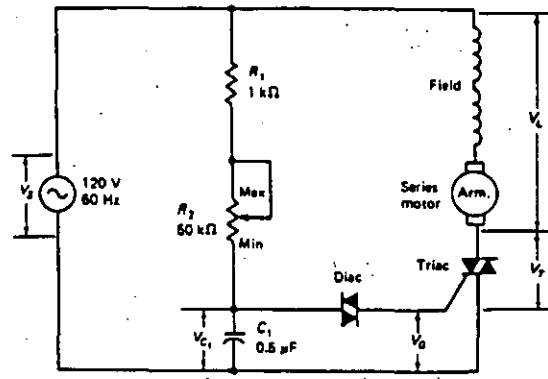 R1
1 kΩ
Field
VL
Max
R2
50 kΩ
Min
VS
120 V
60 Hz
Series
motor
Arm.
Triac
VT
Diac
VC1
C1
0.5 μF
VG